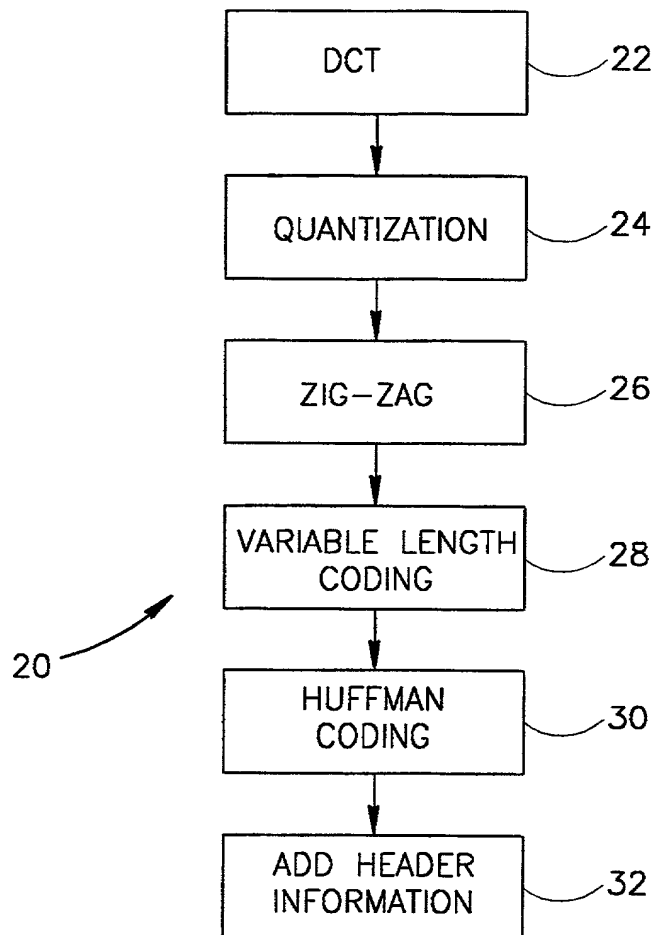 DCT
22
QUANTIZATION
24
ZIG-ZAG
26
VARIABLE LENGTH
CODING
28
20
HUFFMAN
CODING
30
ADD HEADER
INFORMATION
32